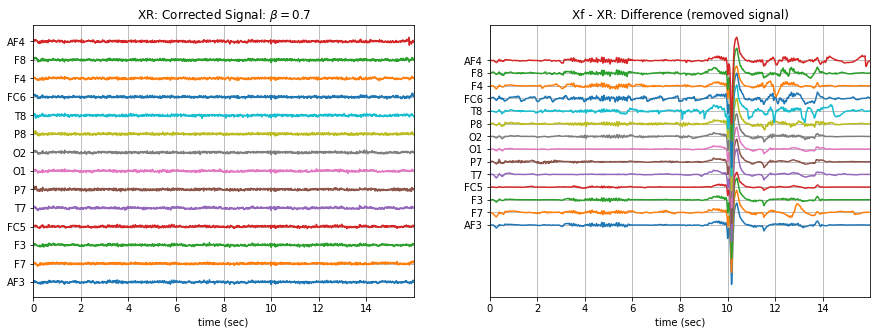 XR: Corrected Signal: β = 0.7
AF4
F8
F4
FC6
T8
P8
O2
O1
P7
T7
FC5
F3
F7
AF3
0 2 4 6 8 10 12 14
time (sec)
Xf - XR: Difference (removed signal)
AF4
F8
F4
FC6
T8
P8
O2
O1
P7
T7
FC5
F3
F7
AF3
0 2 4 6 8 10 12 14
time (sec)